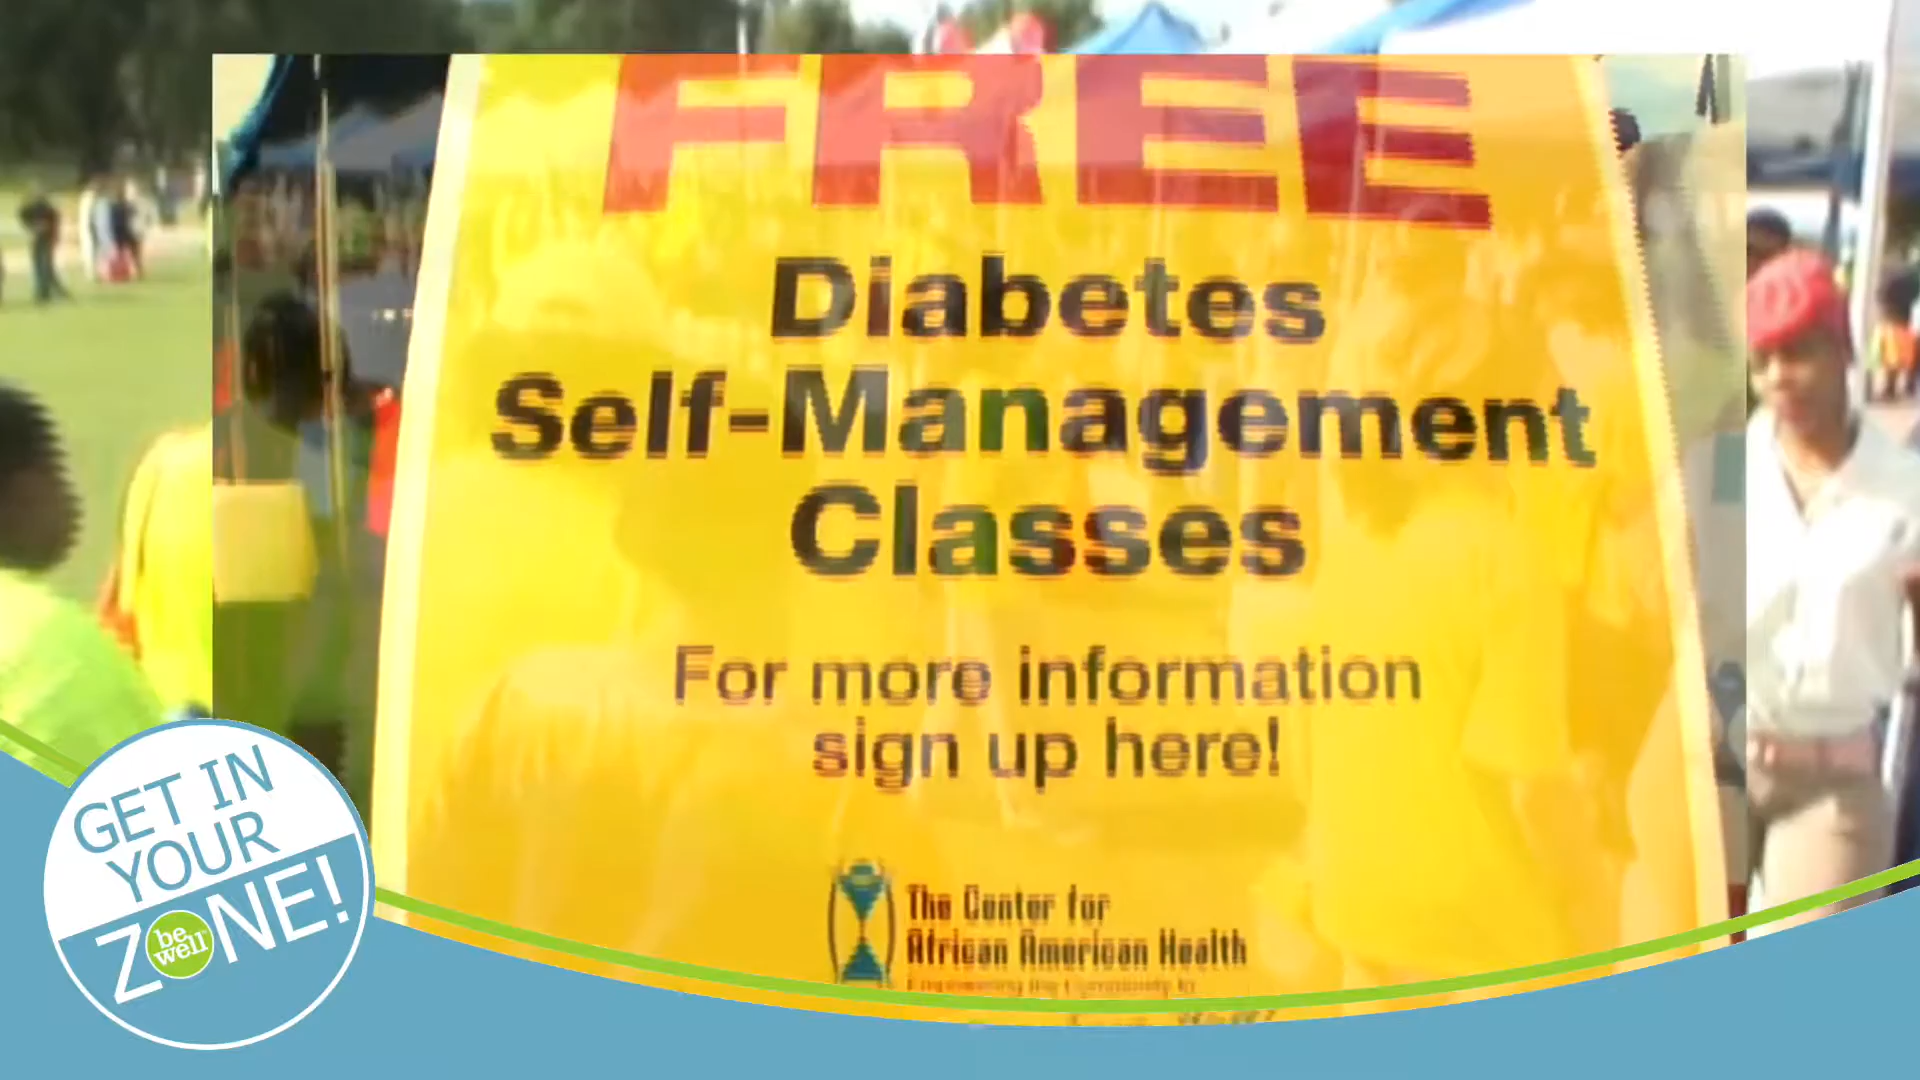 FREE
Diabetes
Self-Management
Classes
For more information
sign up here!
The Center for
African American Health
GET IN
YOUR
ZONE!
be
well